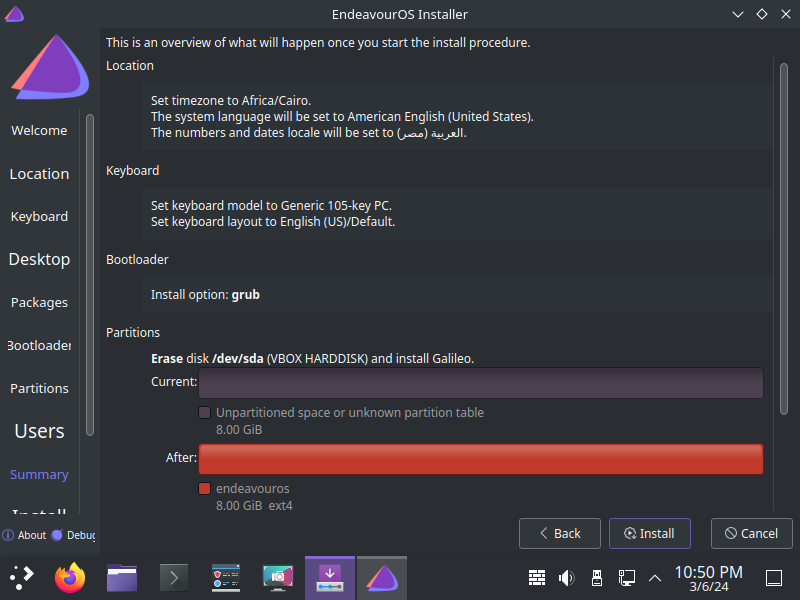 EndeavourOS Installer
This is an overview of what will happen once you start the install procedure.
Location
Set timezone to Africa/Cairo.
The system language will be set to American English (United States).
The numbers and dates locale will be set to العربية (مصر).
Keyboard
Set keyboard model to Generic 105-key PC.
Set keyboard layout to English (US)/Default.
Bootloader
Install option: grub
Partitions
Erase disk /dev/sda (VBOX HARDDISK) and install Galileo.
Current:
Unpartitioned space or unknown partition table
8.00 GiB
After:
endeavouros
8.00 GiB ext4
Welcome
Location
Keyboard
Desktop
Packages
Bootloader
Partitions
Users
Summary
Install
About
Debug
Back
Install
Cancel
10:50 PM
3/6/24